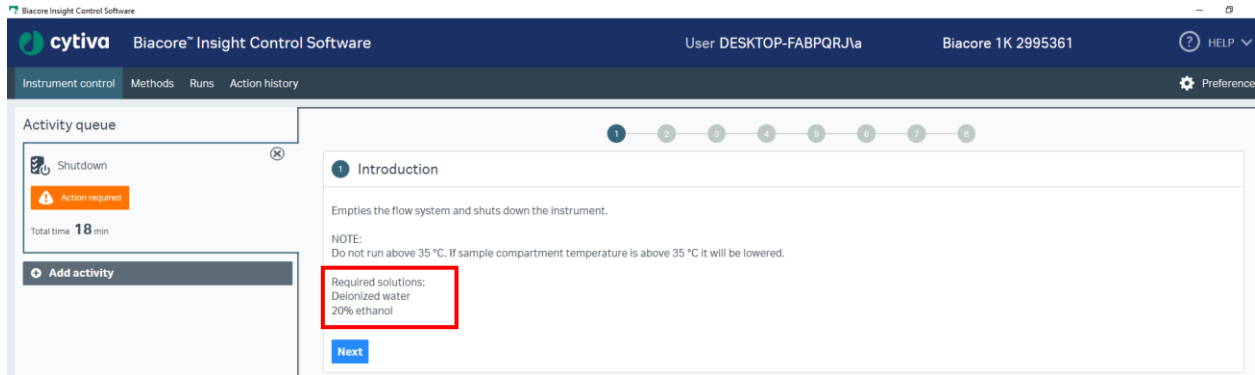 Biacore Insight Control Software
cytiva Biacore™ Insight Control Software User DESKTOP-FABPQRJ\a Biacore 1K 2995361 ? HELP
Instrument control Methods Runs Action history Preference
Activity queue
Shutdown
Action required
Total time 18 min
Add activity
1 2 3 4 5 6 7 8
1 Introduction
Empties the flow system and shuts down the instrument.
NOTE:
Do not run above 35 °C. If sample compartment temperature is above 35 °C it will be lowered.
Required solutions:
Deionized water
20% ethanol
Next